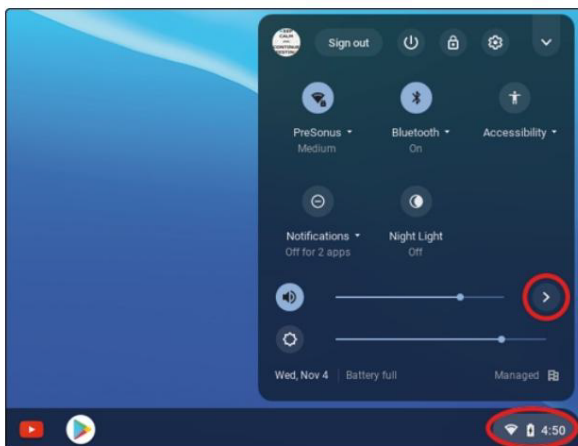 Sign out
PreSonus Bluetooth Accessibility
Medium On
Notifications Night Light
Off for 2 apps Off
Wed, Nov 4 Battery full Managed
4:50